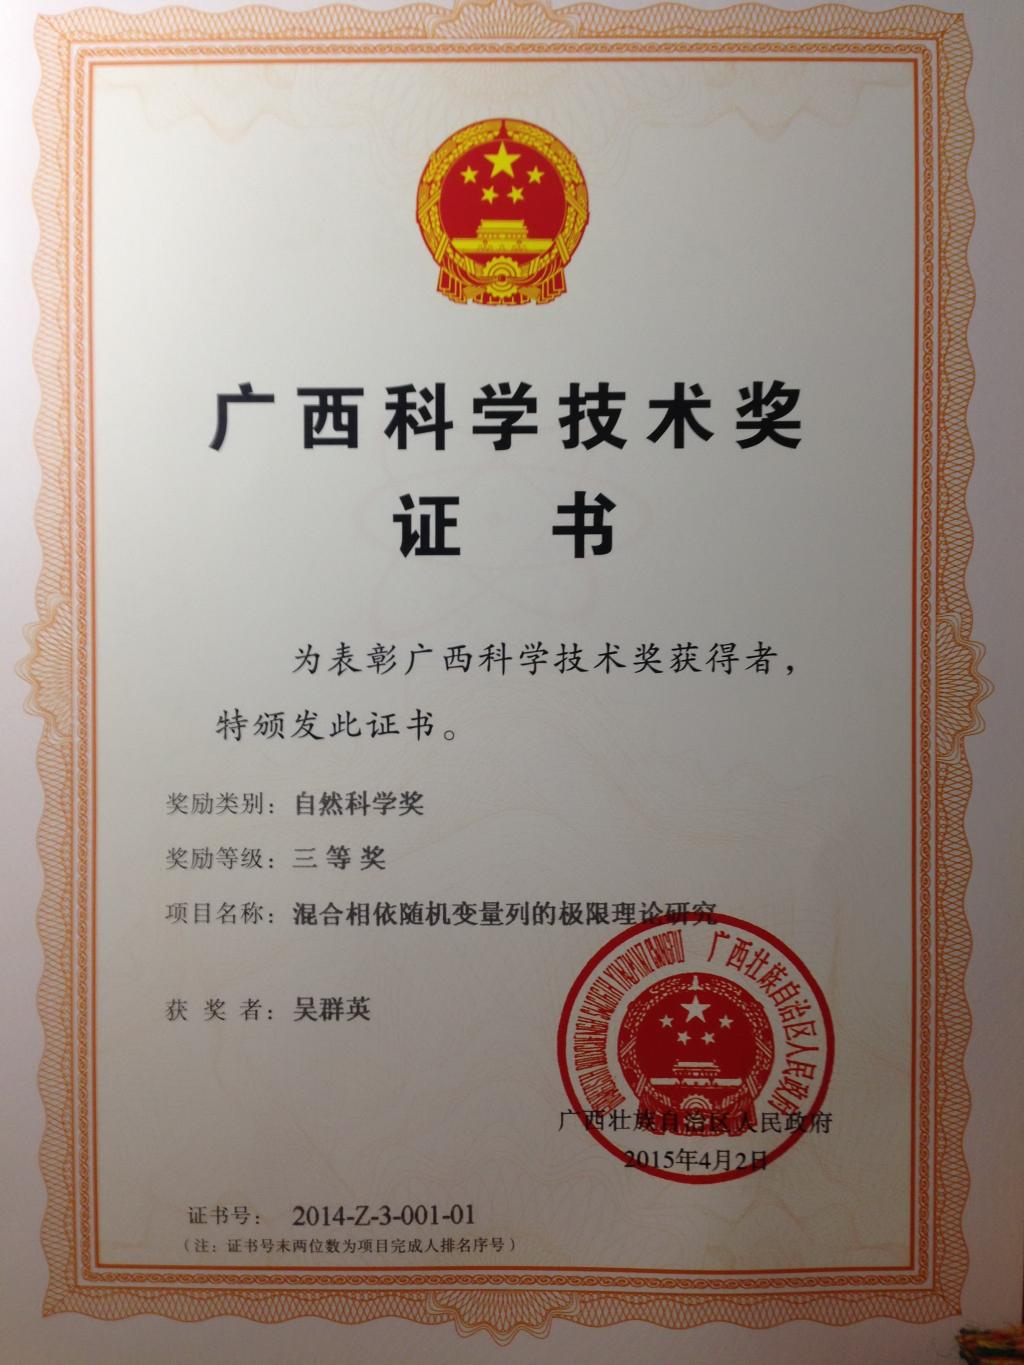 广西科学技术奖
证 书
为表彰广西科学技术奖获得者，
特颁发此证书。
奖励类别：自然科学奖
奖励等级：三等奖
项目名称：混合相依随机变量列的极限理论研究
获 奖 者：吴群英
广西壮族自治区人民政府
广西壮族自治区人民政府
2015年4月2日
证书号： 2014-Z-3-001-01
（注：证书号末两位数为项目完成人排名序号）